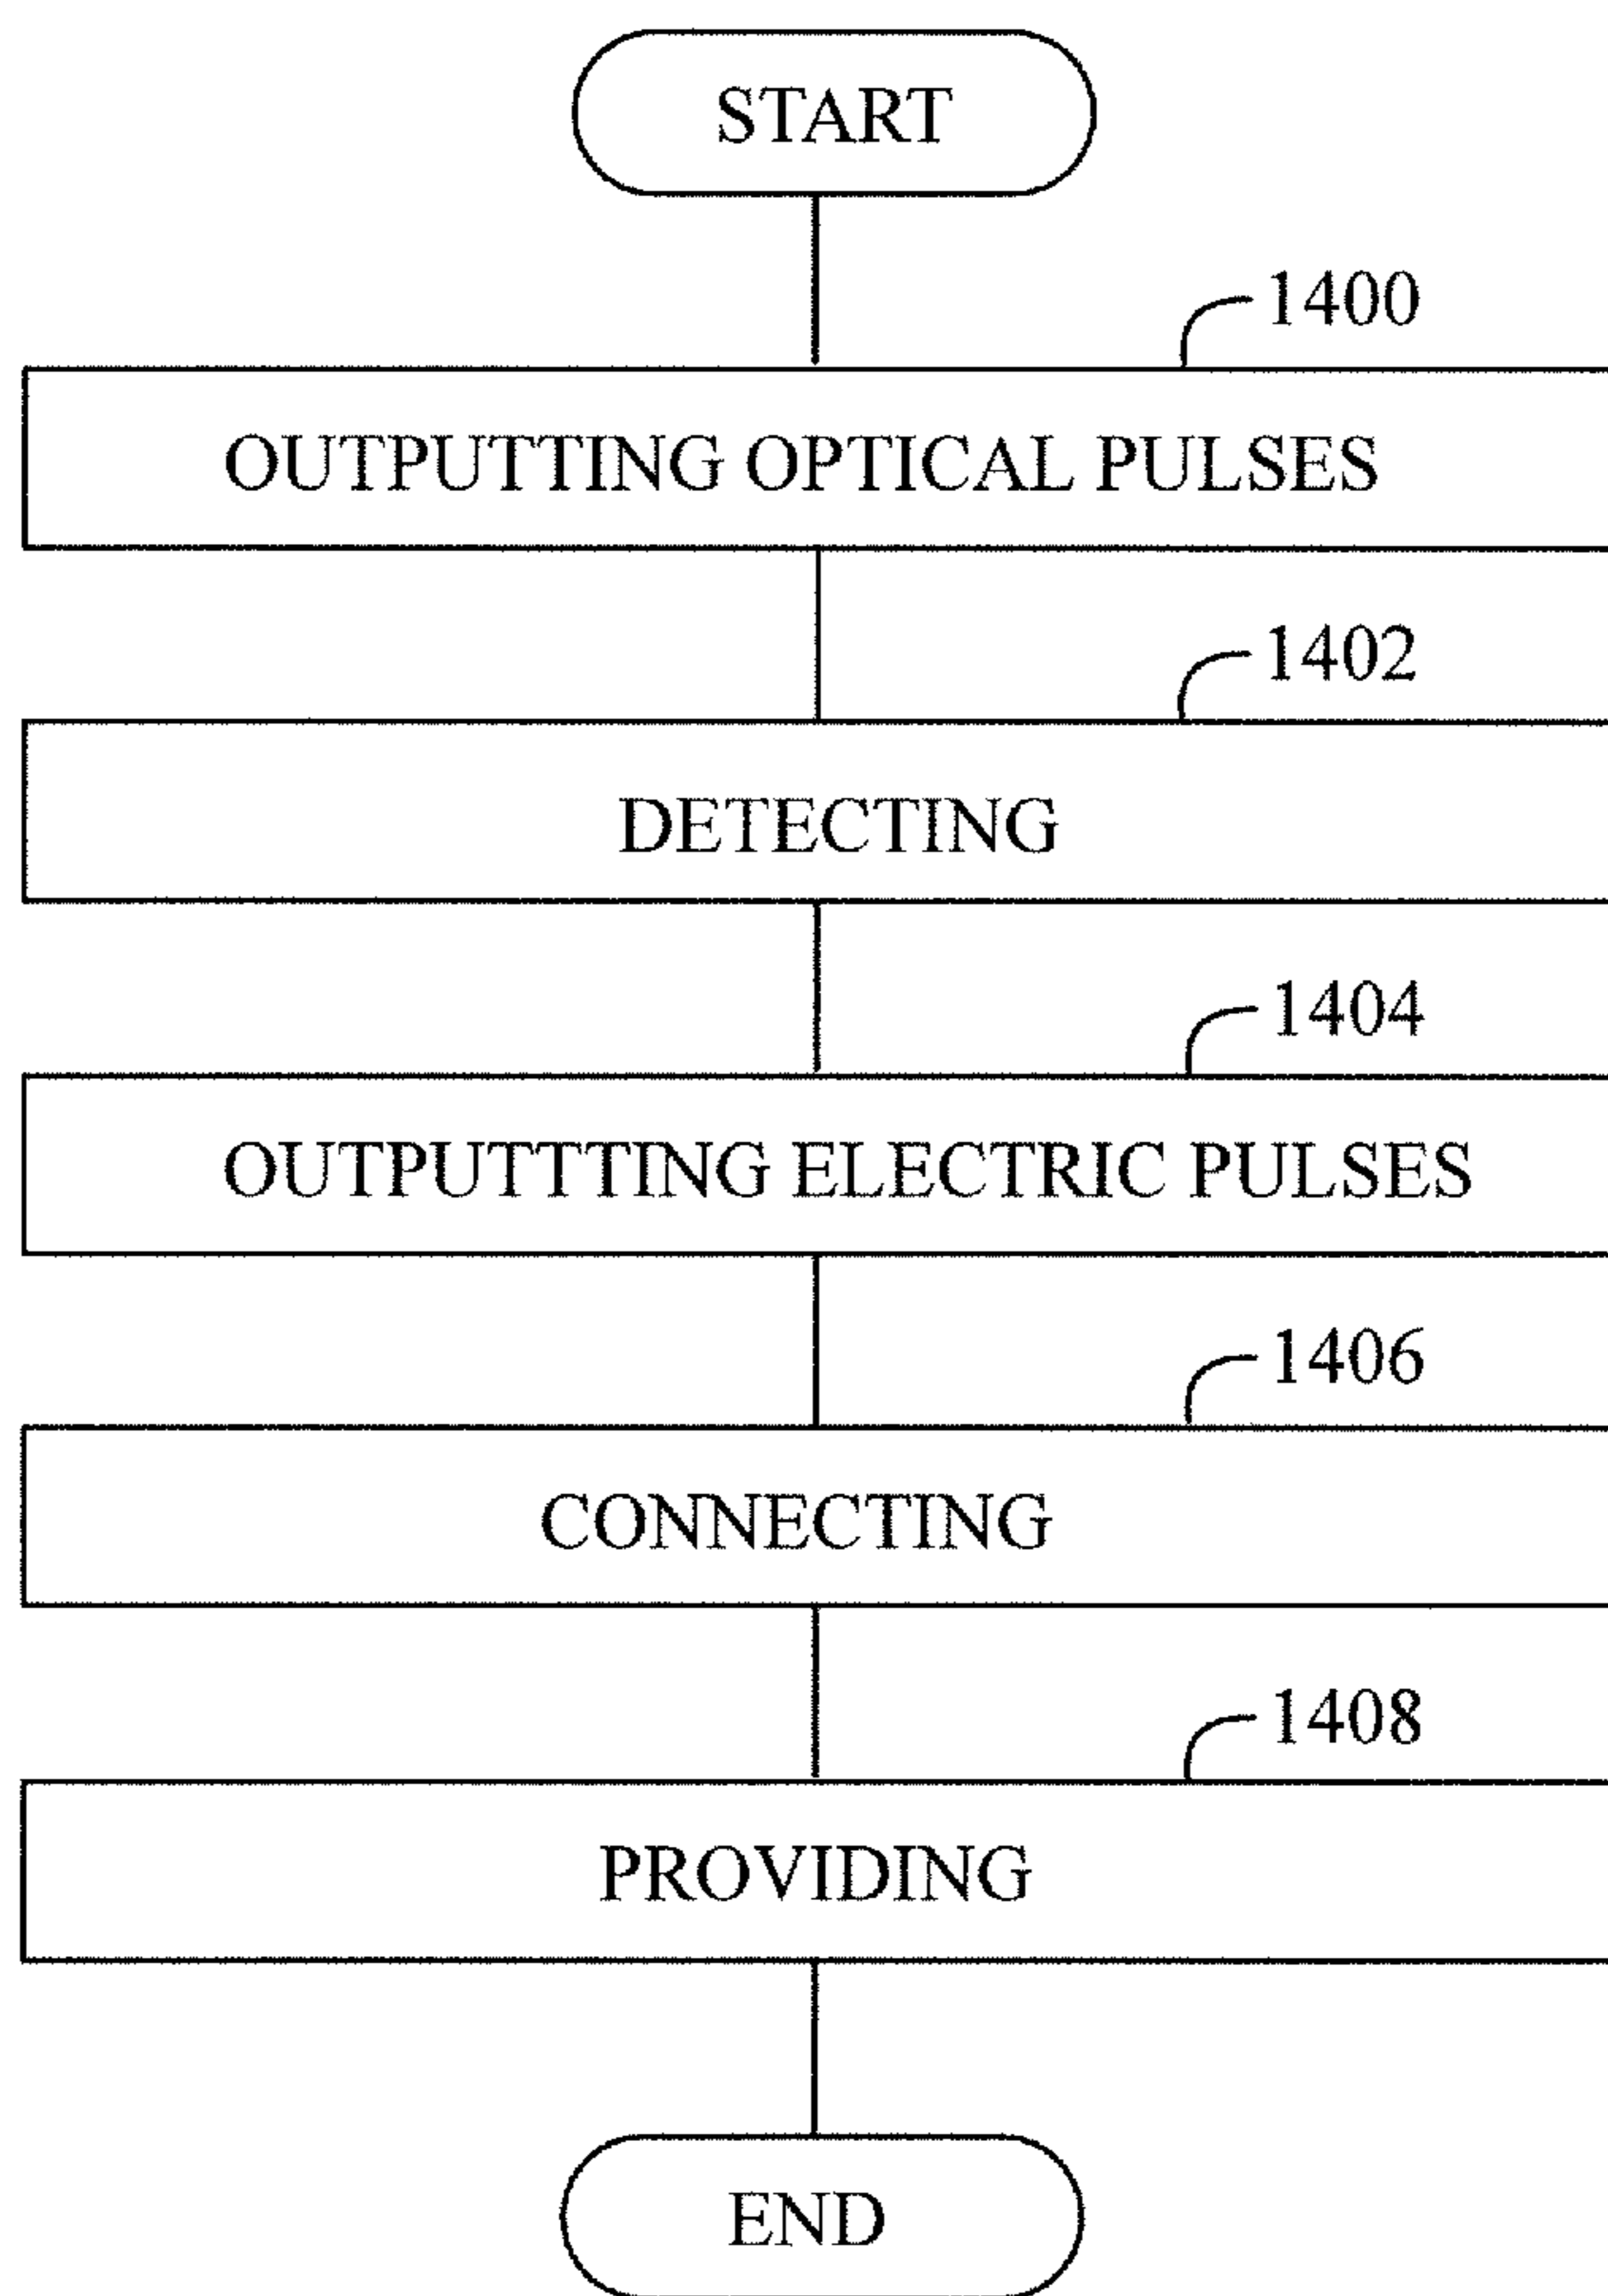 START
1400
OUTPUTTING OPTICAL PULSES
1402
DETECTING
1404
OUTPUTTTING ELECTRIC PULSES
1406
CONNECTING
1408
PROVIDING
END